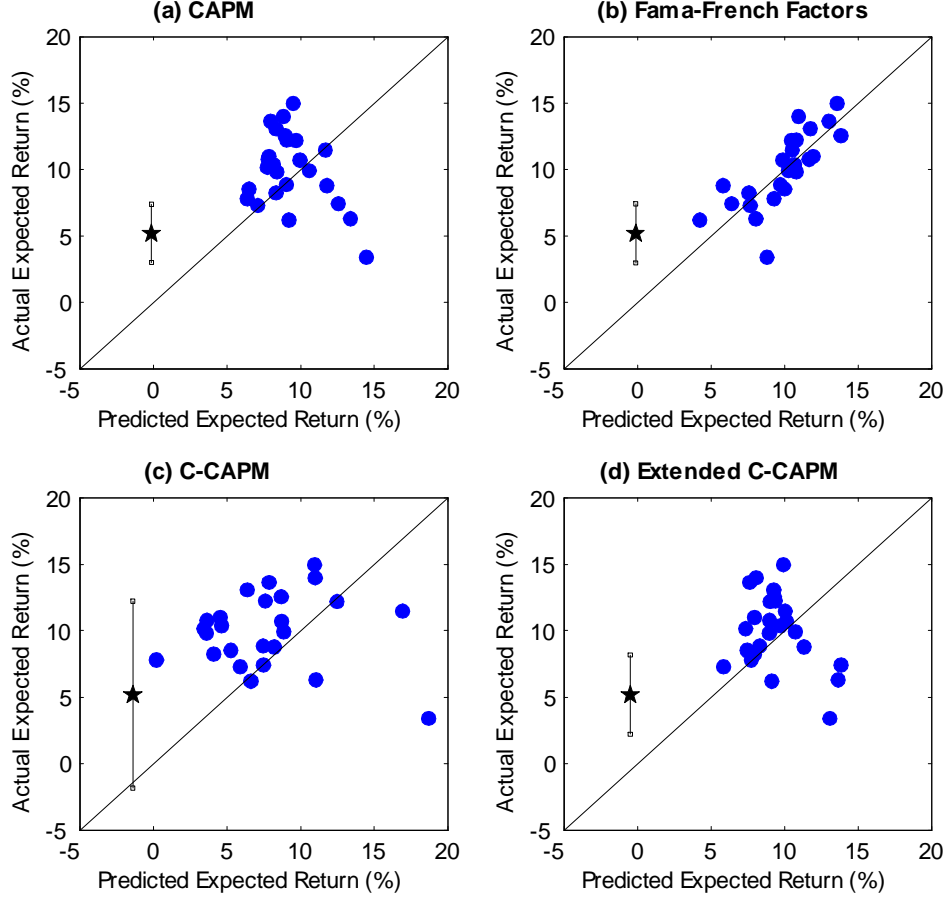 (a) CAPM
20
15
10
5
0
-5
-5 0 5 10 15 20
Actual Expected Return (%)
Predicted Expected Return (%)
(b) Fama-French Factors
20
15
10
5
0
-5
-5 0 5 10 15 20
Actual Expected Return (%)
Predicted Expected Return (%)
(c) C-CAPM
20
15
10
5
0
-5
-5 0 5 10 15 20
Actual Expected Return (%)
Predicted Expected Return (%)
(d) Extended C-CAPM
20
15
10
5
0
-5
-5 0 5 10 15 20
Actual Expected Return (%)
Predicted Expected Return (%)